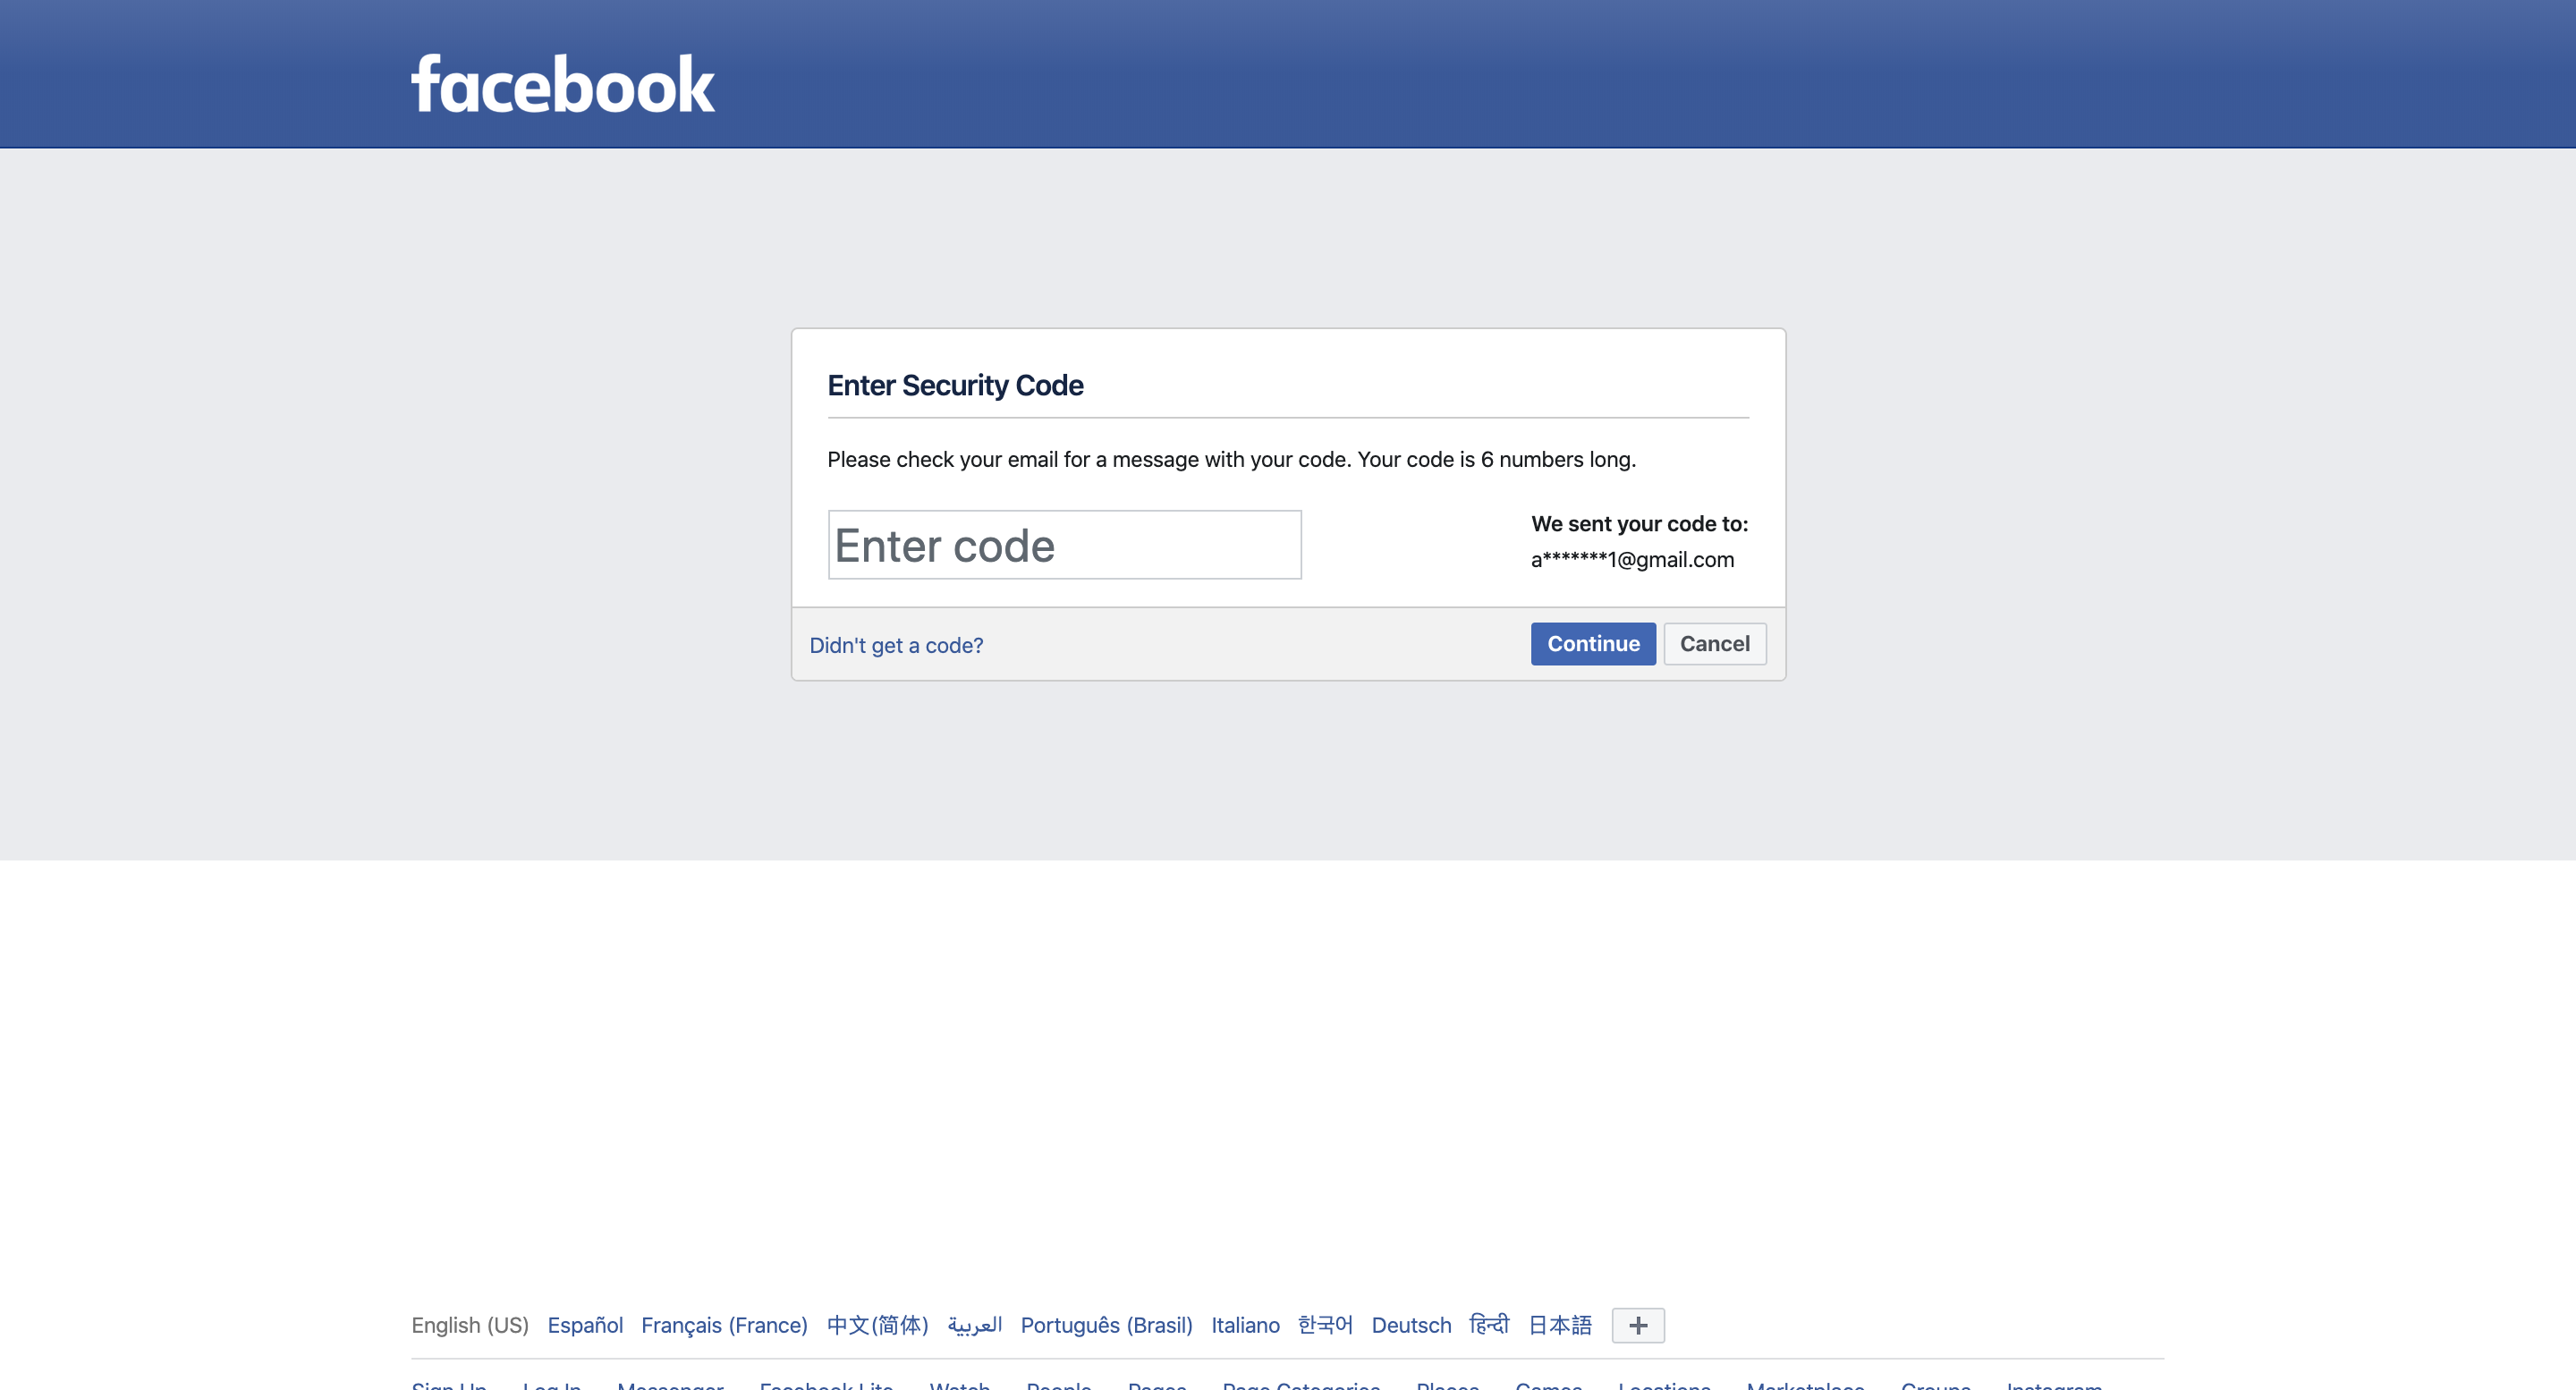 facebook
Enter Security Code
Please check your email for a message with your code. Your code is 6 numbers long.
Enter code
We sent your code to:
a*******1@gmail.com
Didn't get a code?
Continue Cancel
English (US) Español Français (France) 中文(简体) العربية Português (Brasil) Italiano 한국어 Deutsch हिन्दी 日本語 +
Sign Up Log In Messenger Facebook Lite Watch People Pages Page Categories Places Games Locations Marketplace Groups Instagram